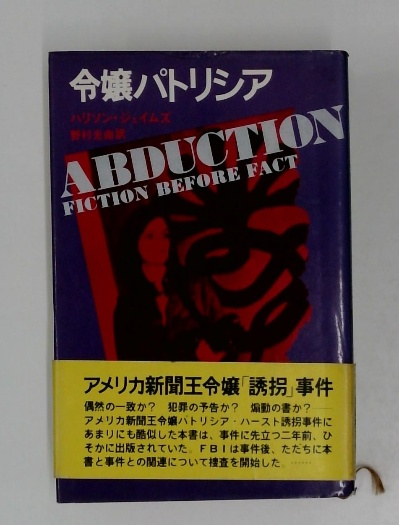 令嬢パトリシア
ハリソン・ジェイムズ
野村光由訳
ABDUCTION
FICTION BEFORE FACT
アメリカ新聞王令嬢「誘拐」事件
偶然の一致か? 犯罪の予告か? 煽動の書か?――
アメリカ新聞王令嬢パトリシア・ハースト誘拐事件に
あまりにも酷似した本書は、事件に先立つ二年前、ひ
そかに出版されていた。FBIは事件後、ただちに本
書と事件との関連について捜査を開始した。……